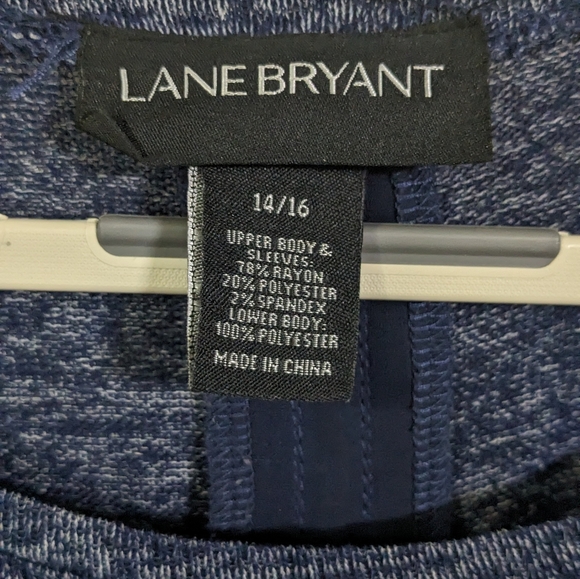 LANE BRYANT
14/16
UPPER BODY &
SLEEVES:
78% RAYON
20% POLYESTER
2% SPANDEX
LOWER BODY:
100% POLYESTER
MADE IN CHINA